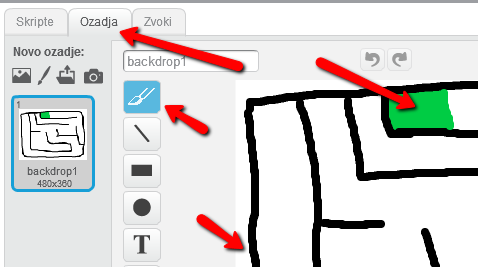 Skripte Ozadja Zvoki
Novo ozadje:
backdrop1
1
backdrop1
480x360
T